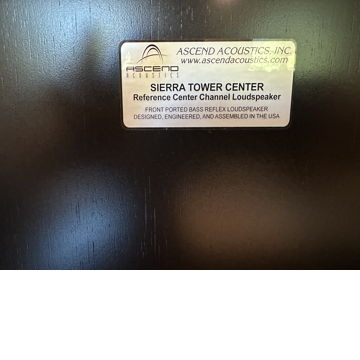 ASCEND ACOUSTICS, INC.
www.ascendacoustics.com
ASCEND
ACOUSTICS
SIERRA TOWER CENTER
Reference Center Channel Loudspeaker
FRONT PORTED BASS REFLEX LOUDSPEAKER
DESIGNED, ENGINEERED, AND ASSEMBLED IN THE USA